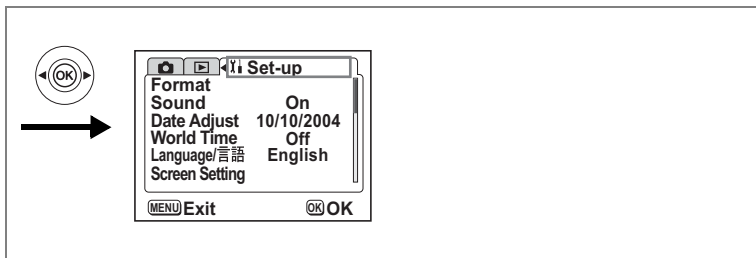 OK
Set-up
Format
Sound On
Date Adjust 10/10/2004
World Time Off
Language/言語 English
Screen Setting
MENU Exit OK OK